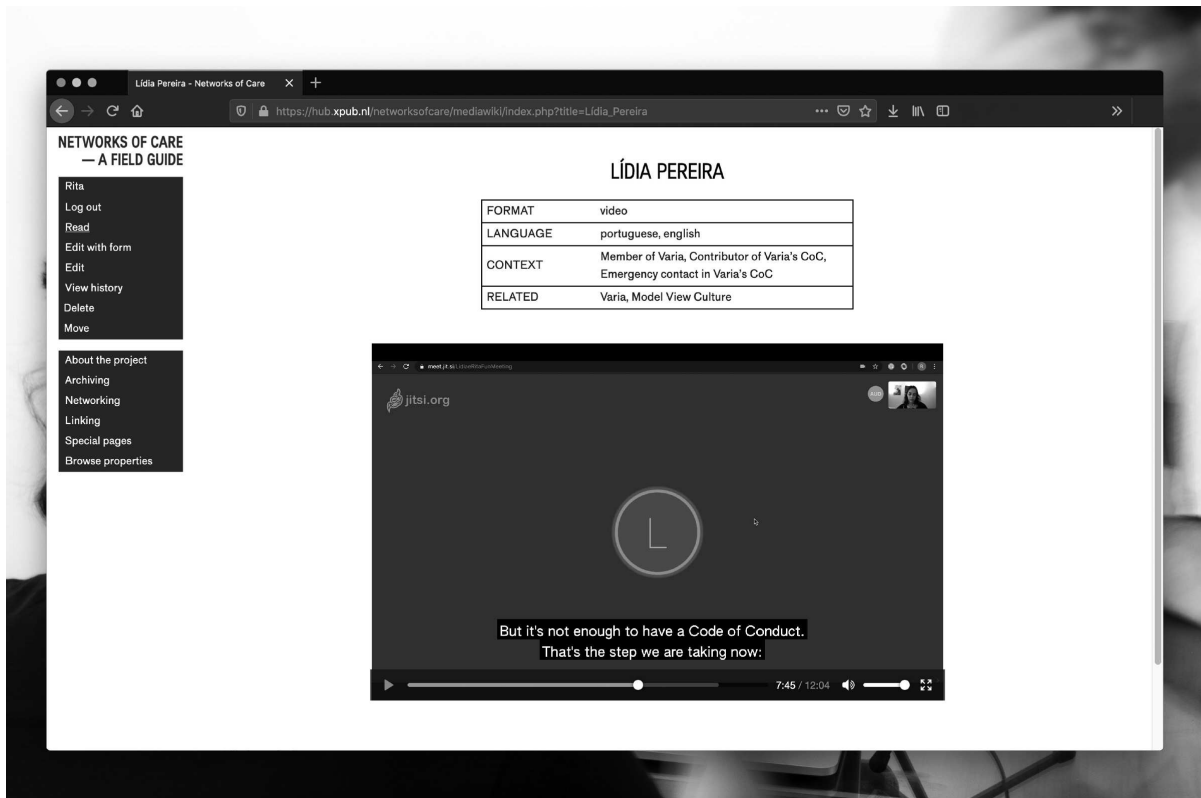 Lídia Pereira - Networks of Care
https://hub.xpub.nl/networksofcare/mediawiki/index.php?title=Lídia_Pereira
NETWORKS OF CARE
— A FIELD GUIDE
Rita
Log out
Read
Edit with form
Edit
View history
Delete
Move
About the project
Archiving
Networking
Linking
Special pages
Browse properties
LÍDIA PEREIRA
FORMAT video
LANGUAGE portuguese, english
CONTEXT Member of Varia, Contributor of Varia's CoC,
Emergency contact in Varia's CoC
RELATED Varia, Model View Culture
jitsi.org
AUD
L
But it's not enough to have a Code of Conduct.
That's the step we are taking now:
7:45 / 12:04